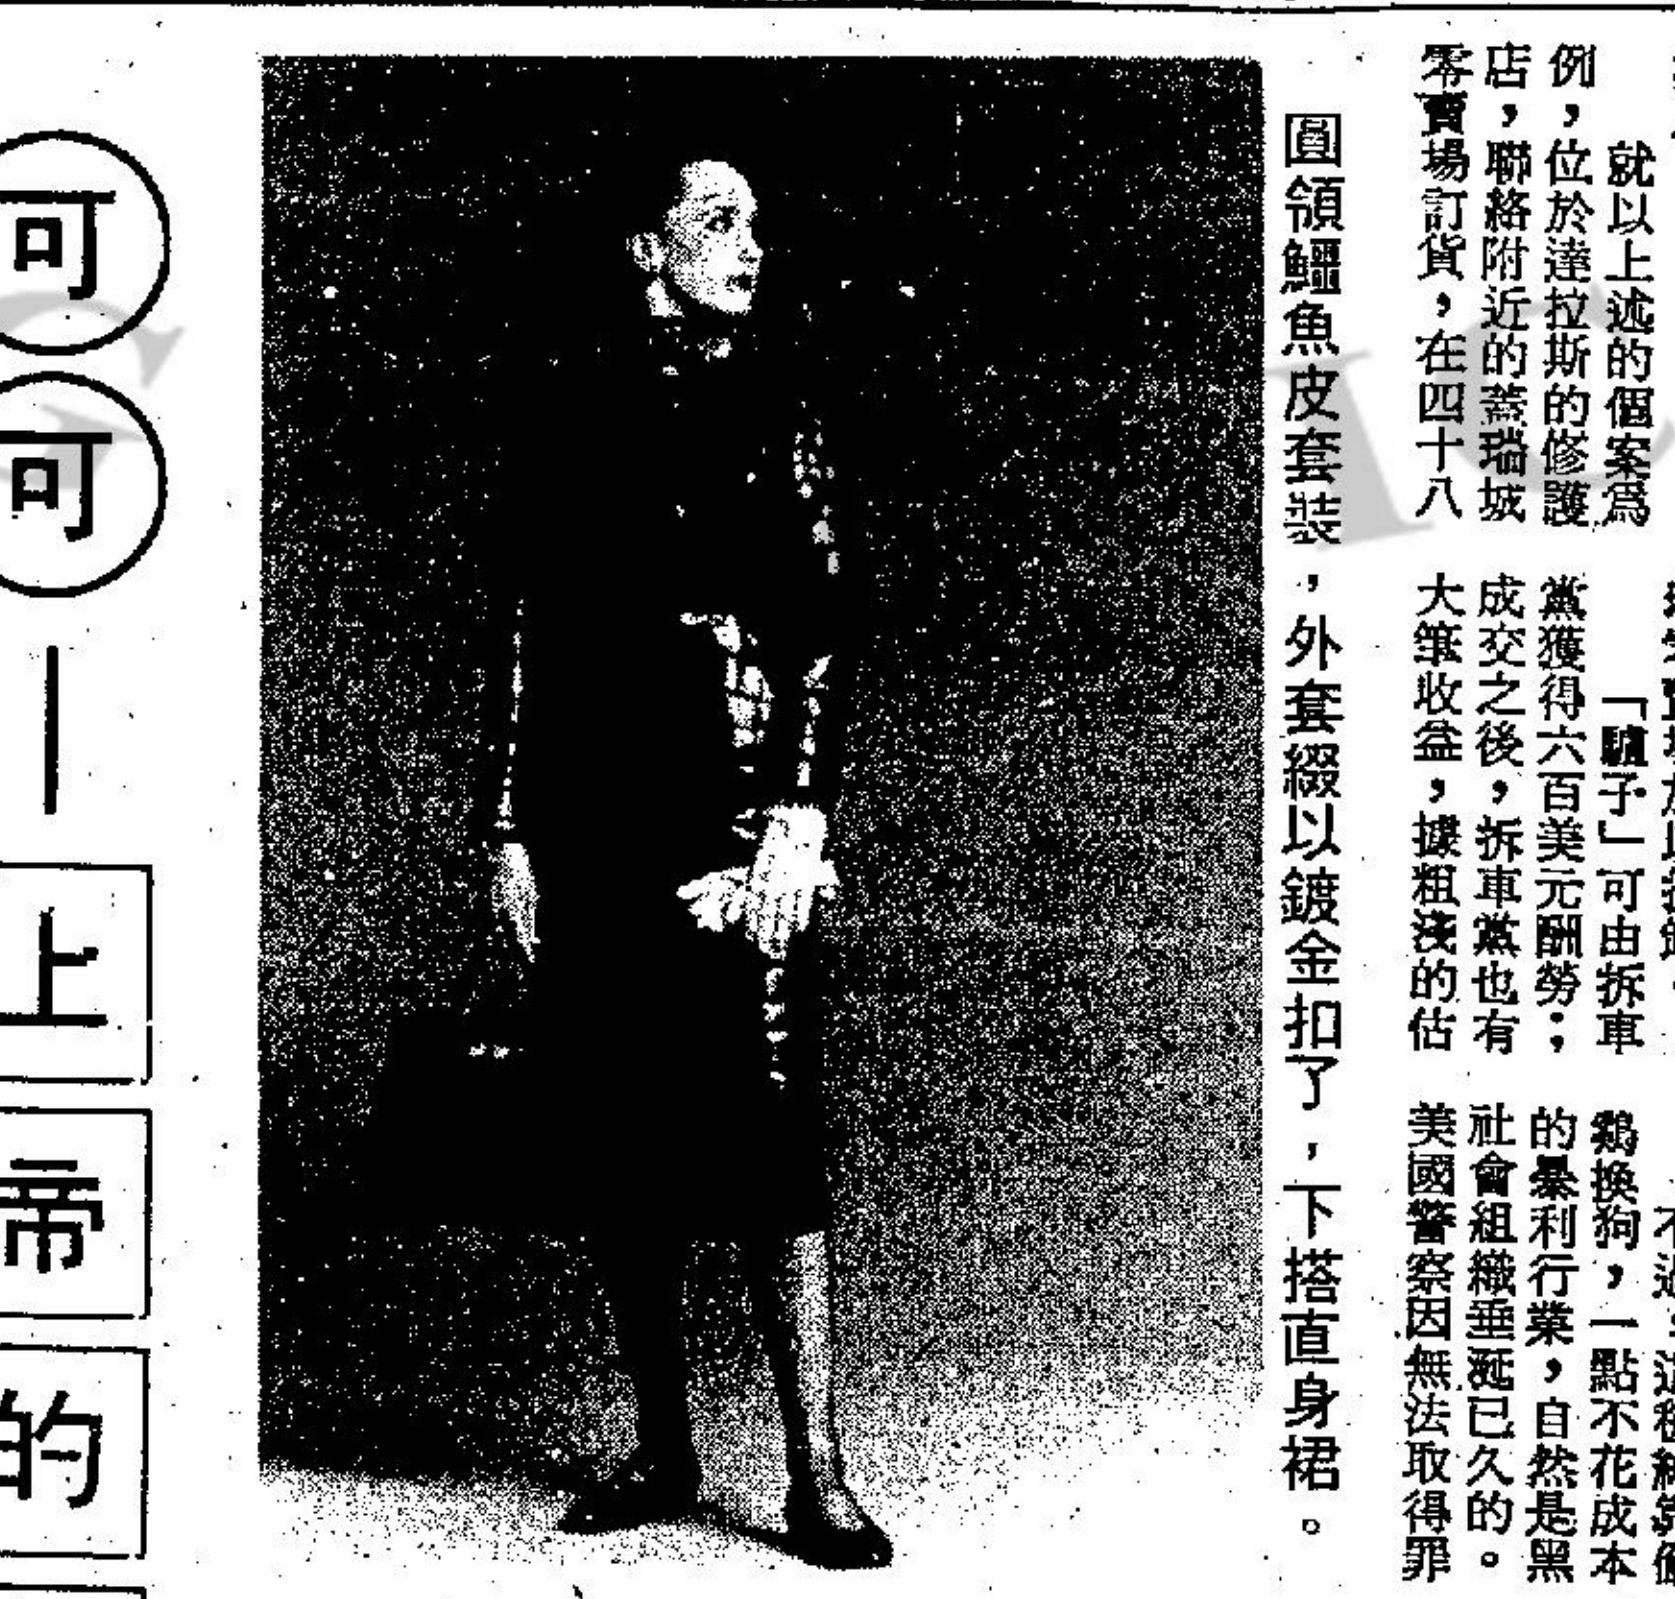 就以上述的個案爲
例，位於達拉斯的修護
店，聯絡附近的蓋瑞城
零賣場訂貨，在四十八
「驢子」可由拆車
黨獲得六百美元酬勞；
成交之後，拆車黨也有
大筆收益，據粗淺的估
鷄換狗，一點不花成本
的暴利行業，自然是黑
社會組織垂涎已久的。
美國警察因無法取得罪
圓領鱷魚皮套裝，外套綴以鍍金扣了，下搭直身裙。
可可—上帝的